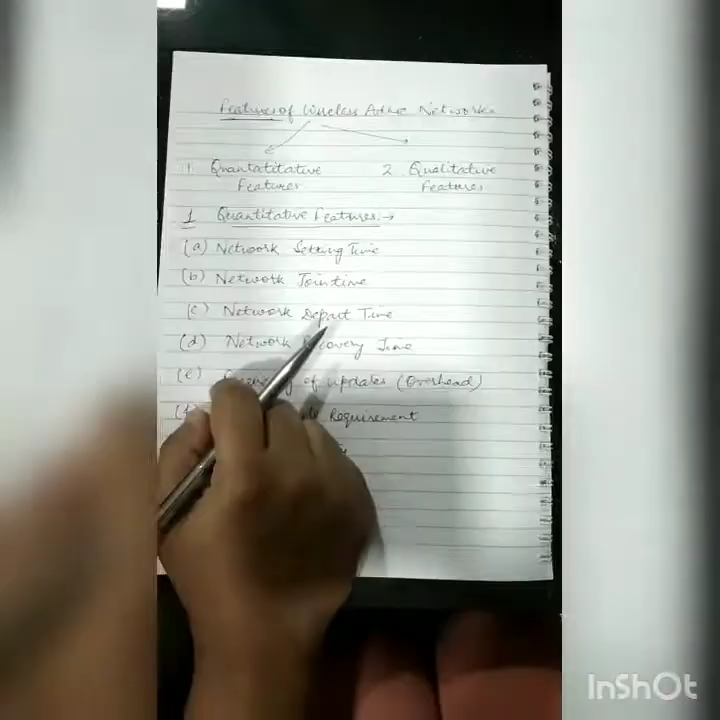 Features of Wireless Adhoc Networks
1. Quantatitative Features
2 Qualitative Features
1 Quantitative Features →
(a) Network Setting Time
(b) Network Join time
(c) Network Depart Time
(d) Network Recovery Time
(e) of updates (Overhead)
Requirement
InShOt